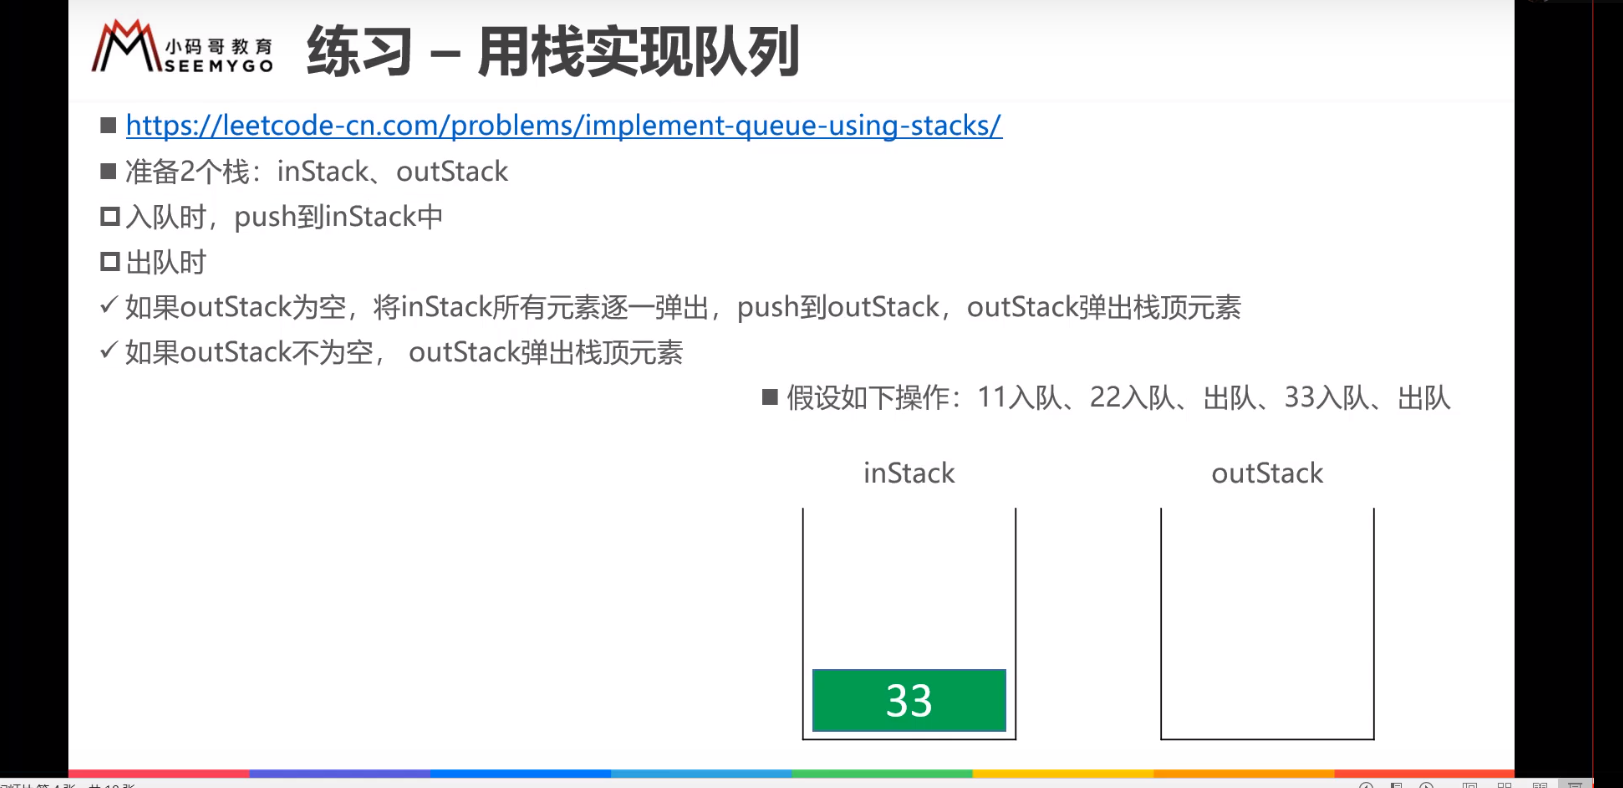 小码哥教育
SEEMYGO
练习 – 用栈实现队列
https://leetcode-cn.com/problems/implement-queue-using-stacks/
准备2个栈：inStack、outStack
入队时，push到inStack中
出队时
如果outStack为空，将inStack所有元素逐一弹出，push到outStack，outStack弹出栈顶元素
如果outStack不为空， outStack弹出栈顶元素
假设如下操作：11入队、22入队、出队、33入队、出队
inStack
outStack
33